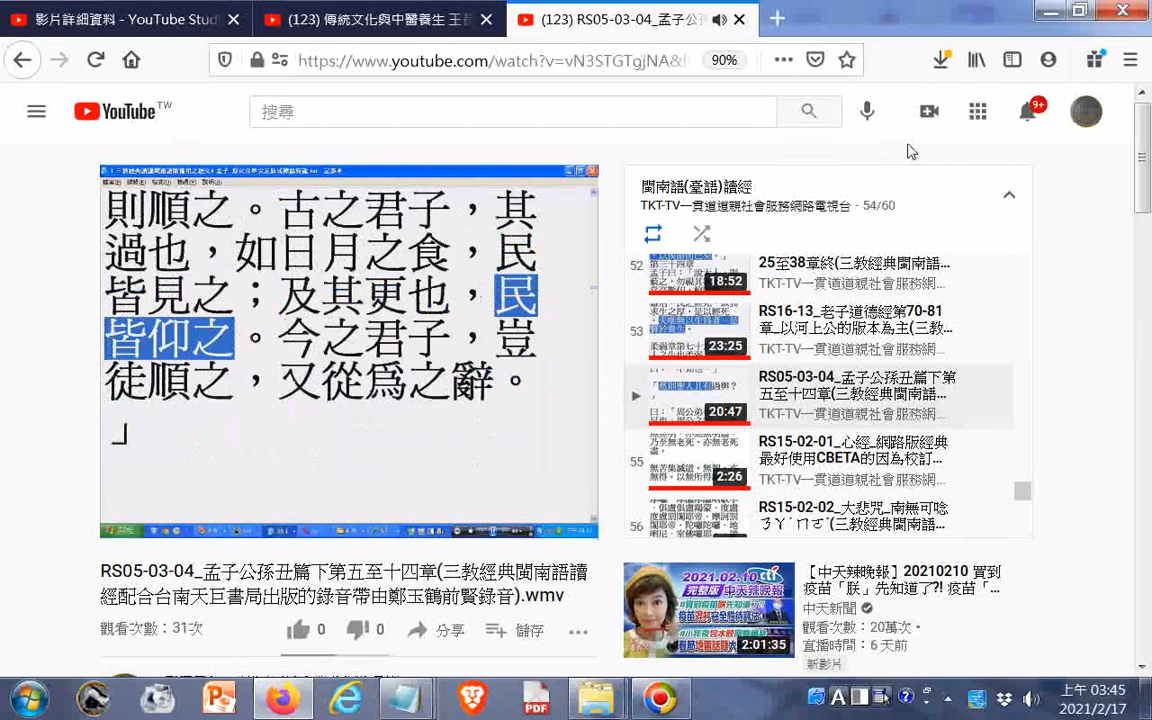 影片詳細資料 - YouTube Stud
(123) 傳統文化與中醫養生 王
(123) RS05-03-04_孟子公孫
https://www.youtube.com/watch?v=vN3STGTgjNA&
90%
YouTube TW
搜尋
9+
則順之。古之君子，其
過也，如日月之食，民
皆見之；及其更也，民
皆仰之。今之君子，豈
徒順之，又從爲之辭。
」
閩南語(臺語)讀經
TKT-TV一貫道道親社會服務網路電視台 - 54/60
52
18:52
25至38章終(三教經典閩南語...
TKT-TV一貫道道親社會服務網...
53
23:25
RS16-13_老子道德經第70-81
章_以河上公的版本為主(三教...
TKT-TV一貫道道親社會服務網...
20:47
RS05-03-04_孟子公孫丑篇下第
五至十四章(三教經典閩南語...
TKT-TV一貫道道親社會服務網...
55
2:26
RS15-02-01_心經_網路版經典
最好使用CBETA的因為校訂...
TKT-TV一貫道道親社會服務網...
56
RS15-02-02_大悲咒_南無可唸
ㄋㄚˊㄇㄛˊ(三教經典閩南語...
RS05-03-04_孟子公孫丑篇下第五至十四章(三教經典閩南語讀
經配合台南天巨書局出版的錄音帶由鄭玉鶴前賢錄音).wmv
觀看次數：31次
0
0
分享
儲存
2021.02.10
完整版 中天辣晚報
2:01:35
【中天辣晚報】20210210 買到
疫苗「朕」先知道了?! 疫苗「...
中天新聞
觀看次數：20萬次・
直播時間：6 天前
新影片
PDF
A
上午 03:45
2021/2/17